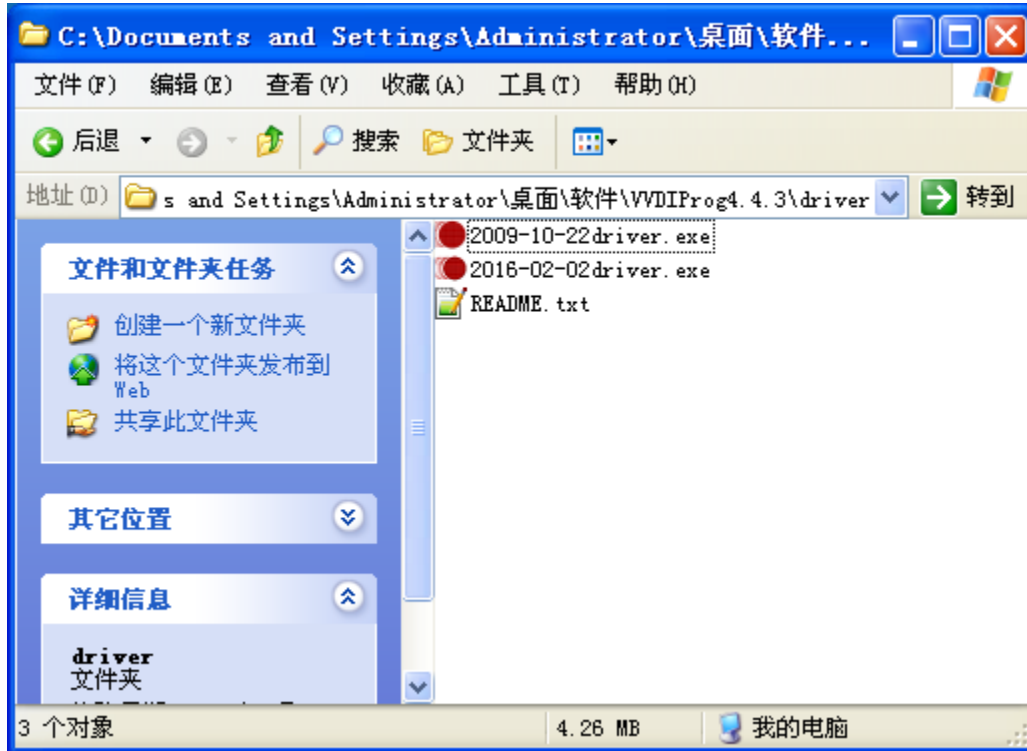 C:\Documents and Settings\Administrator\桌面\软件...
文件(F) 编辑(E) 查看(V) 收藏(A) 工具(T) 帮助(H)
后退 搜索 文件夹
地址(D) s and Settings\Administrator\桌面\软件\VVDIProg4.4.3\driver 转到
文件和文件夹任务
创建一个新文件夹
将这个文件夹发布到
Web
共享此文件夹
其它位置
详细信息
driver
文件夹
2009-10-22driver.exe
2016-02-02driver.exe
README.txt
3 个对象 4.26 MB 我的电脑